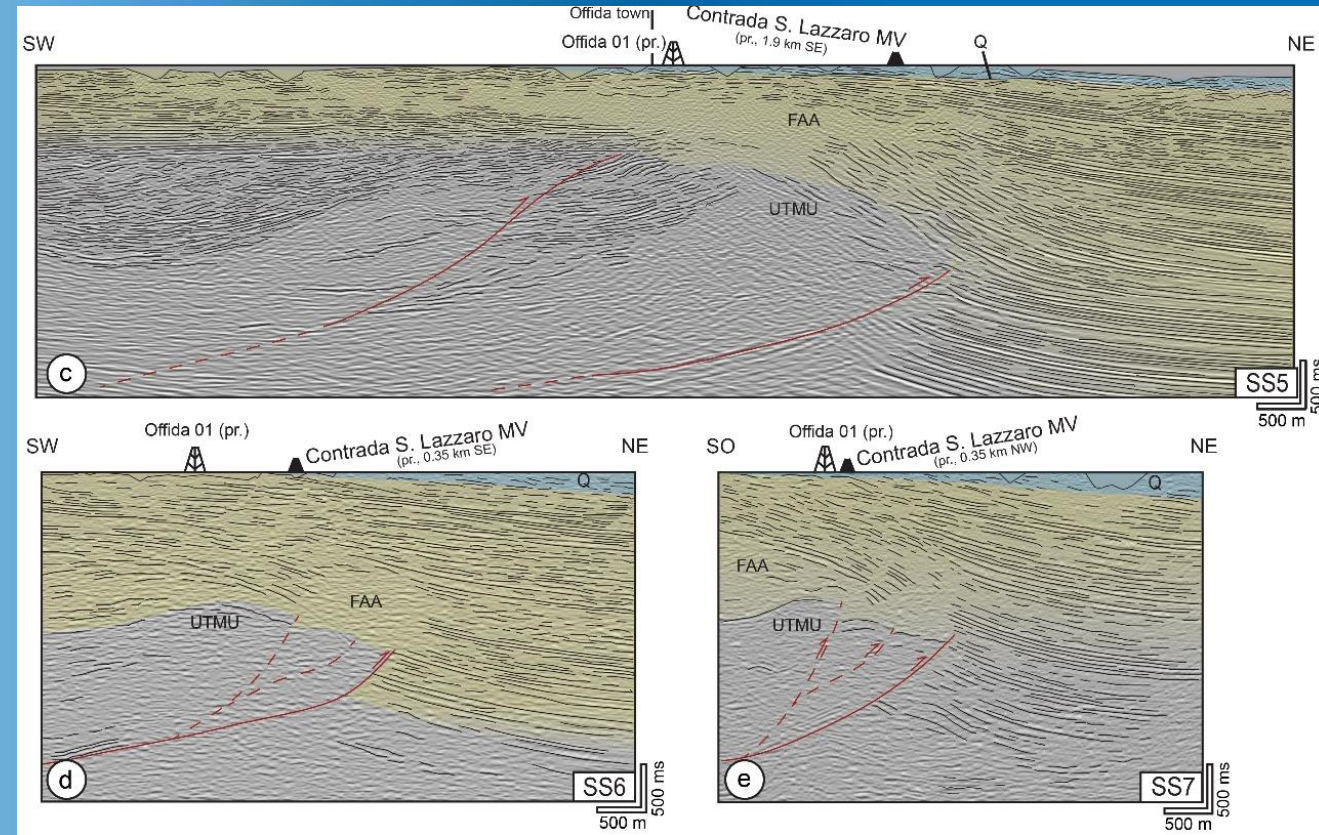 Offida town
Contrada S. Lazzaro MV
(pr., 1.9 km SE)
SW
Offida 01 (pr.)
Q
NE
FAA
UTMU
c
SS5
500 ms
500 m
SW
Offida 01 (pr.)
Contrada S. Lazzaro MV
(pr., 0.35 km SE)
NE
Q
FAA
UTMU
d
SS6
500 ms
500 m
SO
Offida 01 (pr.)
Contrada S. Lazzaro MV
(pr., 0.35 km NW)
NE
Q
FAA
UTMU
e
SS7
500 ms
500 m